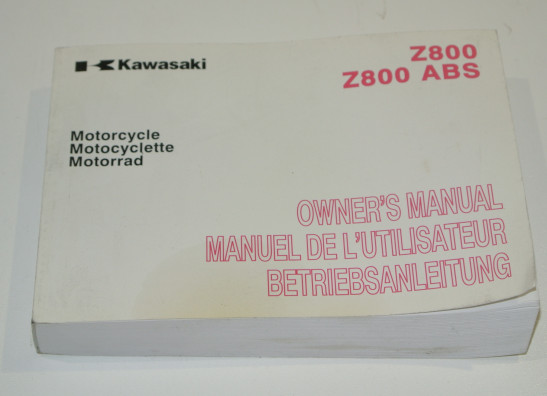 Kawasaki
Z800
Z800 ABS
Motorcycle
Motocyclette
Motorrad
OWNER'S MANUAL
MANUEL DE L'UTILISATEUR
BETRIEBSANLEITUNG